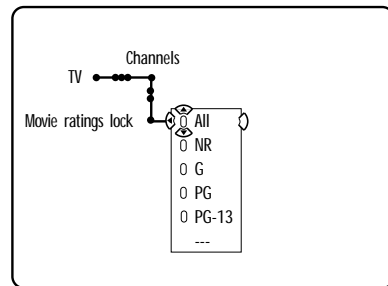 Channels
TV
Movie ratings lock
All
NR
G
PG
PG-13
---